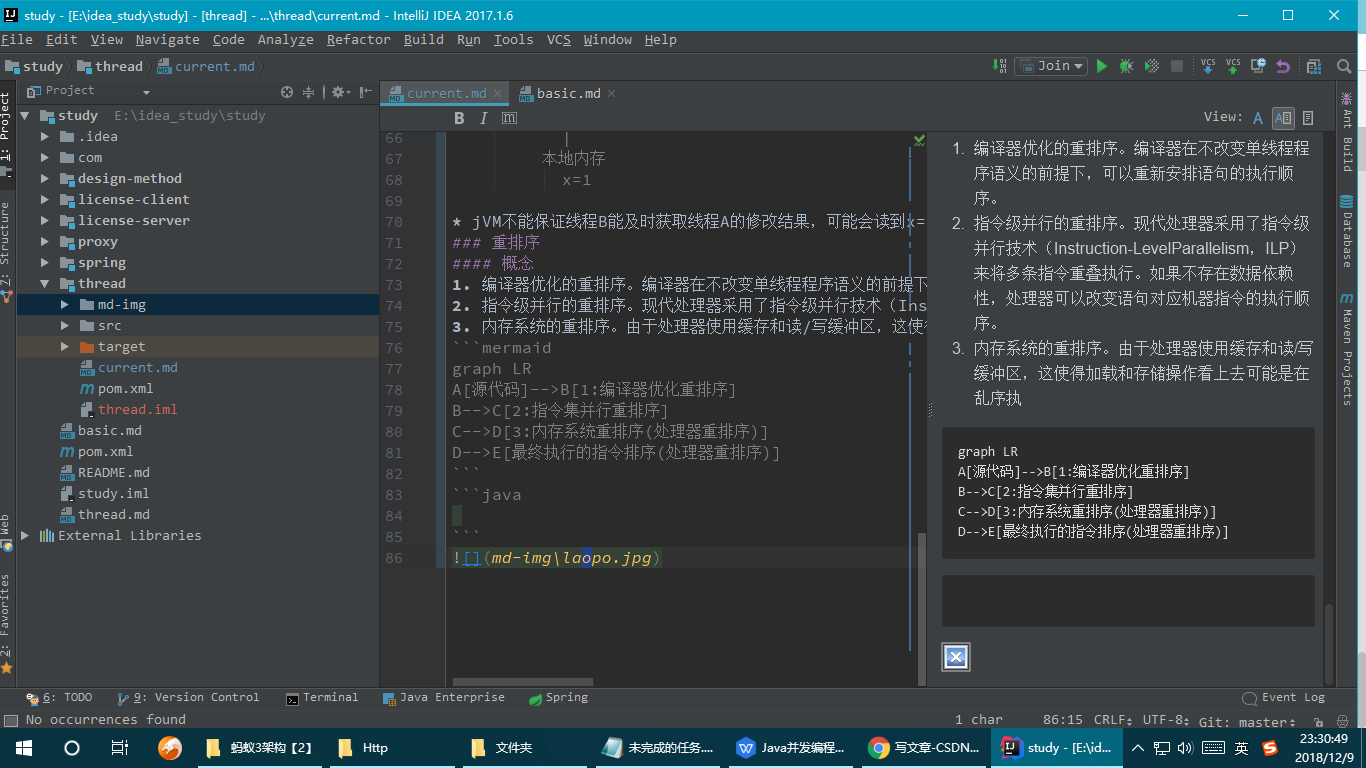 study - [E:\idea_study\study] - [thread] - ...\thread\current.md - IntelliJ IDEA 2017.1.6
File Edit View Navigate Code Analyze Refactor Build Run Tools VCS Window Help
study thread current.md Join VCS VCS
Project
current.md basic.md
B I m View: A
1: Project
7: Structure
Web
2: Favorites
study E:\idea_study\study
.idea
com
design-method
license-client
license-server
proxy
spring
thread
md-img
src
target
current.md
pom.xml
thread.iml
basic.md
pom.xml
README.md
study.iml
thread.md
External Libraries
66 |
67 本地内存
68 x=1
69
70 * jVM不能保证线程B能及时获取线程A的修改结果，可能会读到x=
71 ### 重排序
72 #### 概念
73 1. 编译器优化的重排序。编译器在不改变单线程程序语义的前提下
74 2. 指令级并行的重排序。现代处理器采用了指令级并行技术（Ins
75 3. 内存系统的重排序。由于处理器使用缓存和读/写缓冲区，这使
76 ```mermaid
77 graph LR
78 A[源代码]-->B[1:编译器优化重排序]
79 B-->C[2:指令集并行重排序]
80 C-->D[3:内存系统重排序(处理器重排序)]
81 D-->E[最终执行的指令排序(处理器重排序)]
82 ```
83 ```java
84
85 ```
86 ![](md-img\laopo.jpg)
1. 编译器优化的重排序。编译器在不改变单线程程
序语义的前提下，可以重新安排语句的执行顺
序。
2. 指令级并行的重排序。现代处理器采用了指令级
并行技术（Instruction-LevelParallelism，ILP）
来将多条指令重叠执行。如果不存在数据依赖
性，处理器可以改变语句对应机器指令的执行顺
序。
3. 内存系统的重排序。由于处理器使用缓存和读/写
缓冲区，这使得加载和存储操作看上去可能是在
乱序执
graph LR
A[源代码]-->B[1:编译器优化重排序]
B-->C[2:指令集并行重排序]
C-->D[3:内存系统重排序(处理器重排序)]
D-->E[最终执行的指令排序(处理器重排序)]
Ant Build
Database
Maven Projects
6: TODO 9: Version Control Terminal Java Enterprise Spring Event Log
No occurrences found 1 char 86:15 CRLF UTF-8 Git: master
蚂蚁3架构【2】 Http 文件夹 未完成的任务.... Java并发编程... 写文章-CSDN... study - [E:\id... 英 23:30:49
2018/12/9